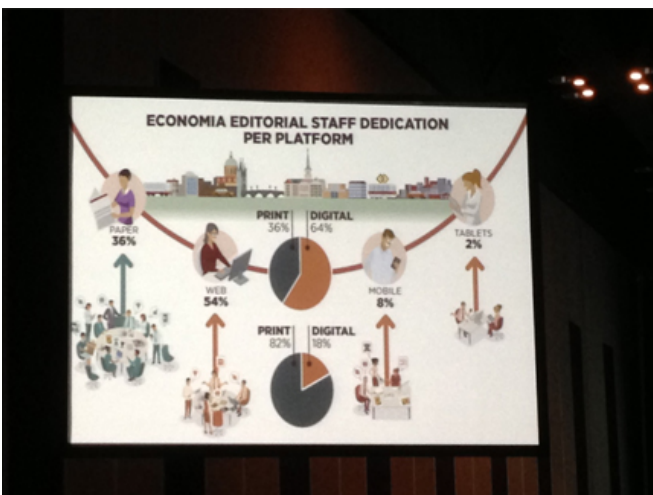 ECONOMIA EDITORIAL STAFF DEDICATION
PER PLATFORM
PAPER
36%
PRINT
36%
DIGITAL
64%
TABLETS
2%
WEB
54%
MOBILE
8%
PRINT
82%
DIGITAL
18%